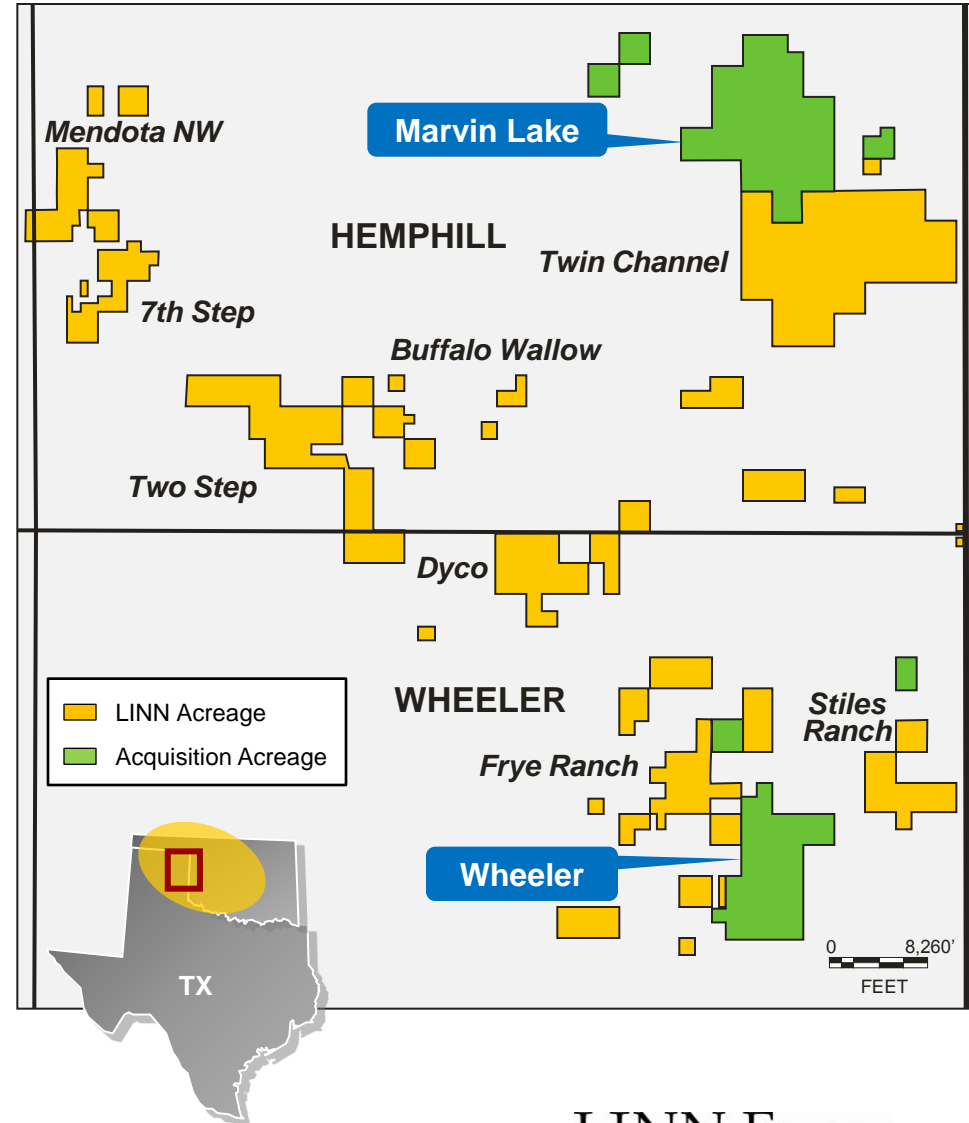 Mendota NW
Marvin Lake
HEMPHILL
Twin Channel
7th Step
Buffalo Wallow
Two Step
Dyco
LINN Acreage
Acquisition Acreage
WHEELER
Stiles
Ranch
Frye Ranch
Wheeler
0 8,260'
FEET
TX
LINN E